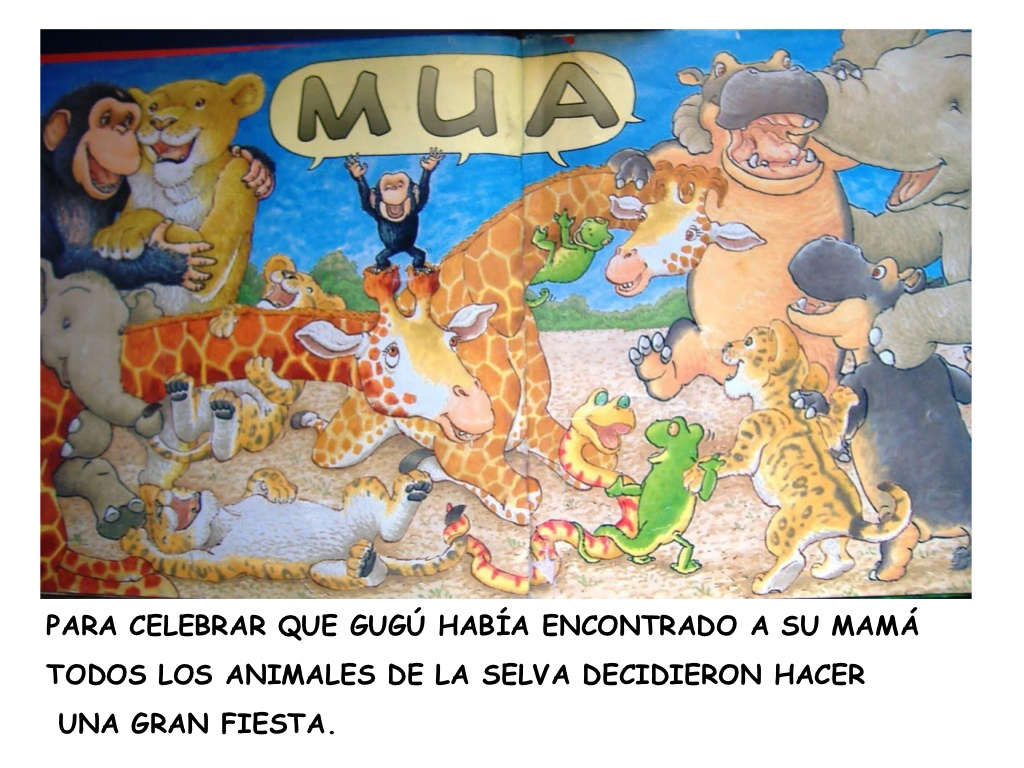 MUA
PARA CELEBRAR QUE GUGÚ HABÍA ENCONTRADO A SU MAMÁ
TODOS LOS ANIMALES DE LA SELVA DECIDIERON HACER
UNA GRAN FIESTA.